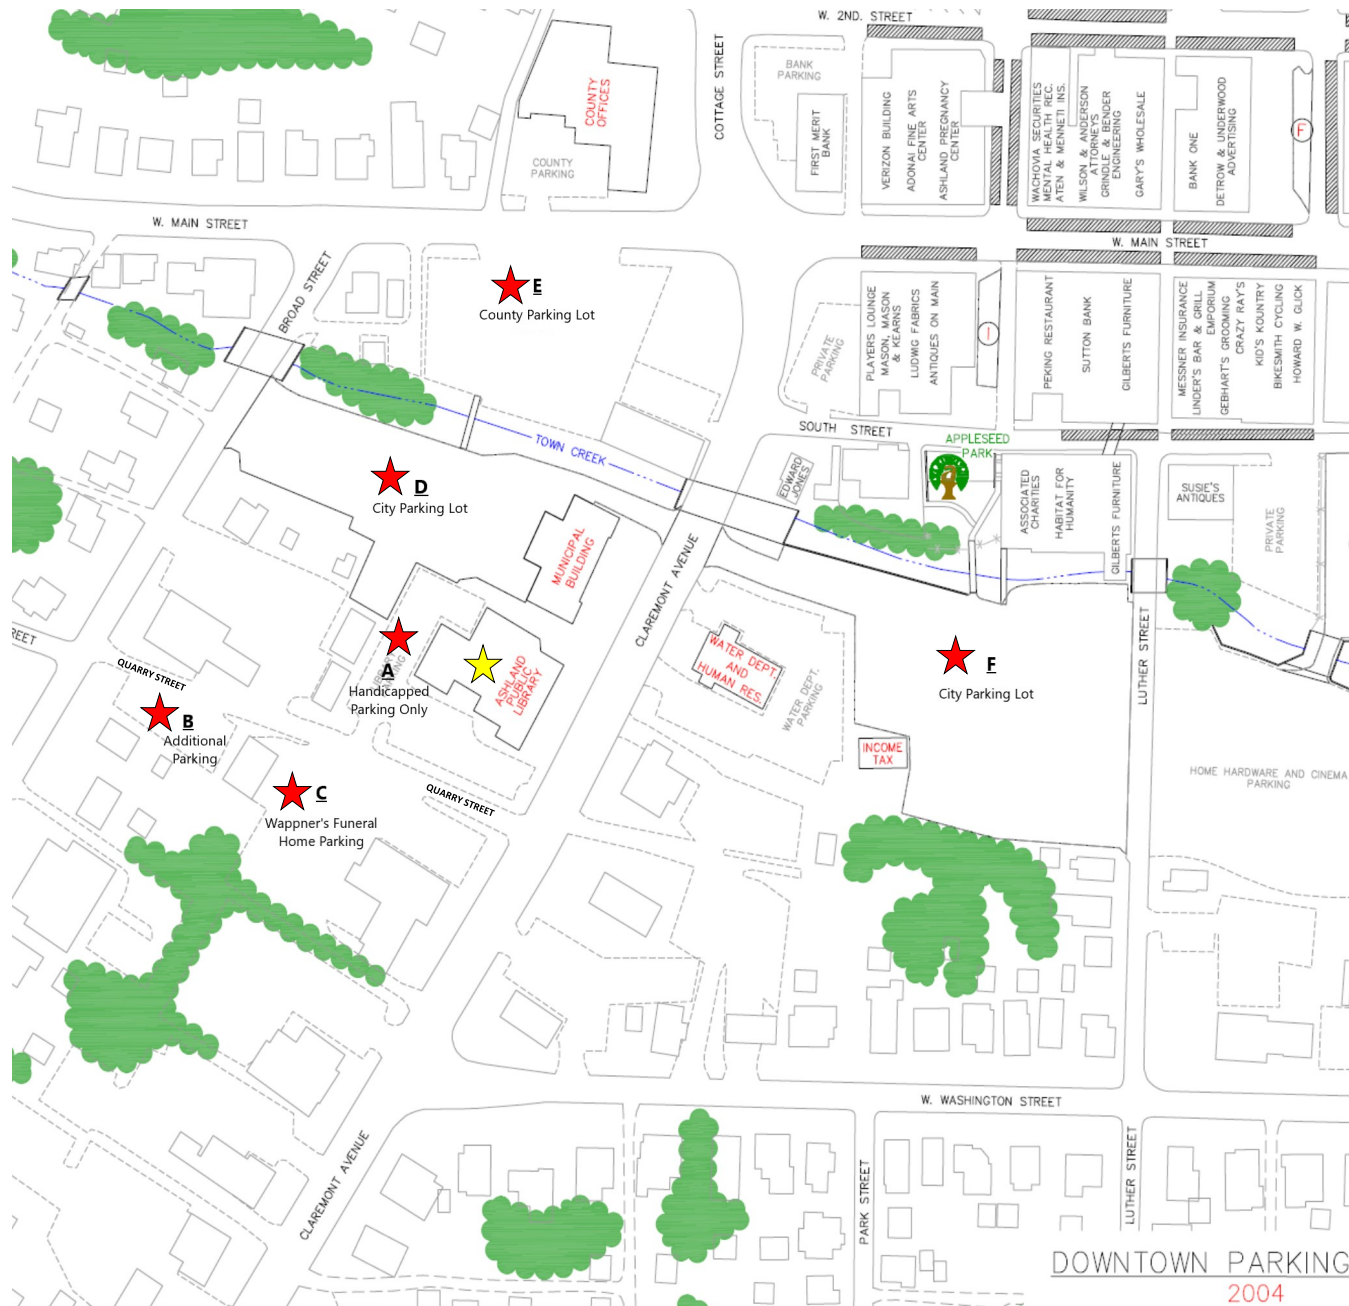 W. 2ND. STREET
COTTAGE STREET
COUNTY
OFFICES
COUNTY
PARKING
BANK
PARKING
FIRST MERIT
BANK
VERIZON BUILDING
ADONAI FINE ARTS
CENTER
ASHLAND PREGNANCY
CENTER
WACHOVIA SECURITIES
MENTAL HEALTH REC.
ATEN & MENNETI INS.
WILSON & ANDERSON
ATTORNEYS
GRINDLE & BENDER
ENGINEERING
GARY'S WHOLESALE
BANK ONE
DETROW & UNDERWOOD
ADVERTISING
F
W. MAIN STREET
W. MAIN STREET
BROAD STREET
E
County Parking Lot
PRIVATE
PARKING
PLAYERS LOUNGE
MASON, MASON
& KEARNS
LUDWIG FABRICS
ANTIQUES ON MAIN
I
PEKING RESTAURANT
SUTTON BANK
GILBERTS FURNITURE
MESSNER INSURANCE
LINDER'S BAR & GRILL
EMPORIUM
GEBHART'S GROOMING
CRAZY RAY'S
KID'S KOUNTRY
BIKESMITH CYCLING
HOWARD W. GLICK
TOWN CREEK
SOUTH STREET
APPLESEED
PARK
EDWARD
JONES
ASSOCIATED
CHARITIES
HABITAT FOR
HUMANITY
GILBERTS FURNITURE
SUSIE'S
ANTIQUES
PRIVATE
PARKING
D
City Parking Lot
MUNICIPAL
BUILDING
CLAREMONT AVENUE
WATER DEPT.
AND
HUMAN RES.
WATER DEPT.
PARKING
F
City Parking Lot
LUTHER STREET
REET
QUARRY STREET
A
Handicapped
Parking Only
ASHLAND
PUBLIC
LIBRARY
B
Additional
Parking
INCOME
TAX
HOME HARDWARE AND CINEMA
PARKING
QUARRY STREET
C
Wappner's Funeral
Home Parking
W. WASHINGTON STREET
CLAREMONT AVENUE
PARK STREET
LUTHER STREET
DOWNTOWN PARKING
2004